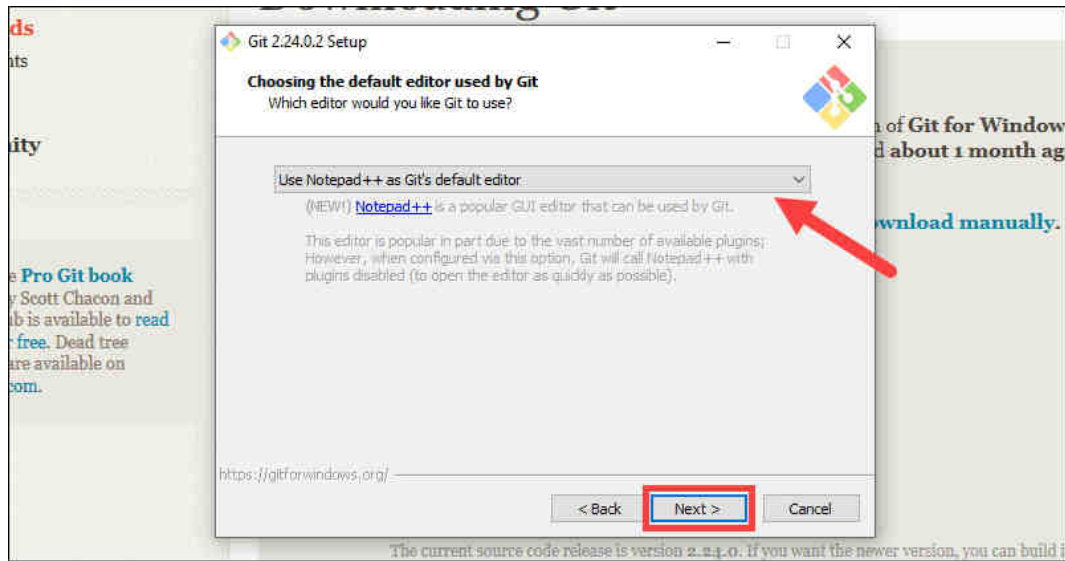 Downloading Git
ds
nts
ity
Pro Git book
Scott Chacon and
is available to read
free. Dead tree
are available on
com.
Git 2.24.0.2 Setup
Choosing the default editor used by Git
Which editor would you like Git to use?
Use Notepad++ as Git's default editor
(NEW!) Notepad++ is a popular GUI editor that can be used by Git.
This editor is popular in part due to the vast number of available plugins;
However, when configured via this option, Git will call Notepad++ with
plugins disabled (to open the editor as quickly as possible).
https://gitforwindows.org/
< Back
Next >
Cancel
of Git for Window
about 1 month ag
wnload manually.
The current source code release is version 2.24.0. If you want the newer version, you can build i